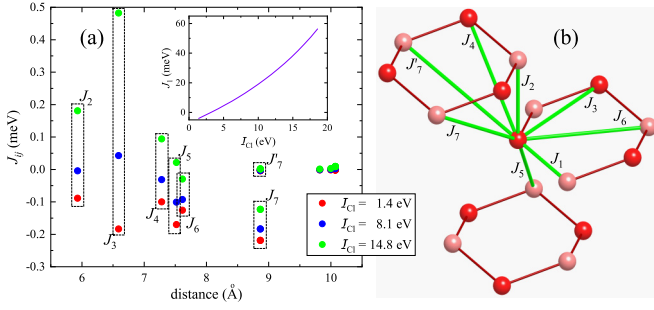 (a)
J_ij (meV)
0.5
0.4
0.3
0.2
0.1
0.0
-0.1
-0.2
-0.3
5
6
7
8
9
10
distance (Å)
J_2
J_3
J_4
J_5
J_6
J'_7
J_7
J_1 (meV)
60
40
20
0
0
5
10
15
20
I_Cl (eV)
I_Cl = 1.4 eV
I_Cl = 8.1 eV
I_Cl = 14.8 eV
(b)
J_4
J'_7
J_2
J_3
J_7
J_6
J_1
J_5